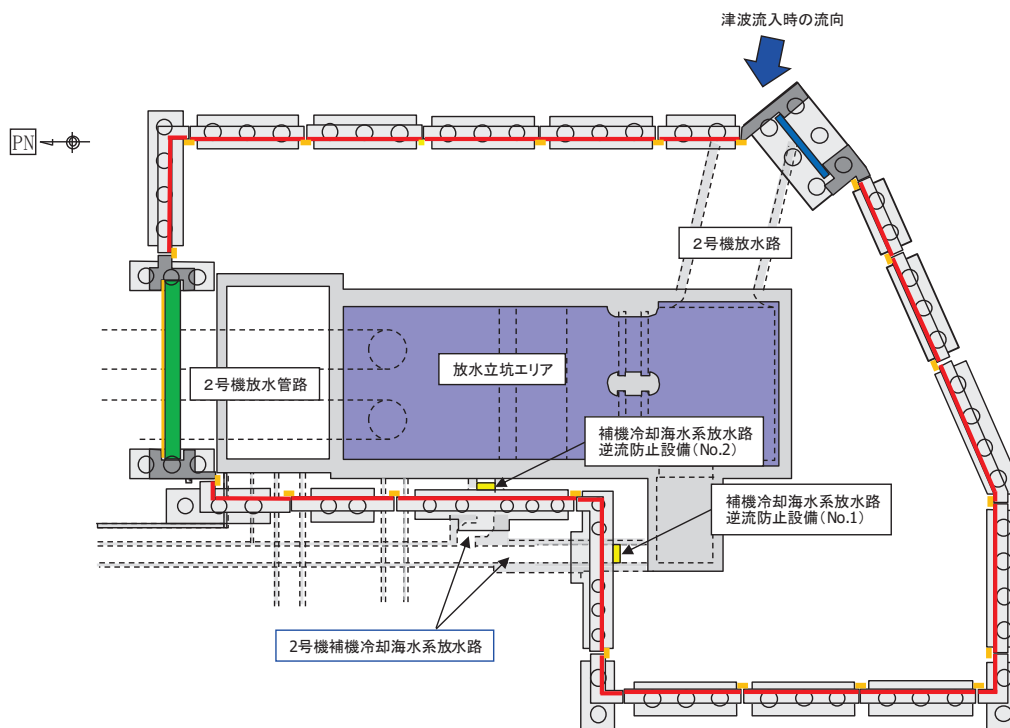 津波流入時の流向
PN
2号機放水路
放水立坑エリア
2号機放水管路
補機冷却海水系放水路
逆流防止設備(No.2)
補機冷却海水系放水路
逆流防止設備(No.1)
2号機補機冷却海水系放水路